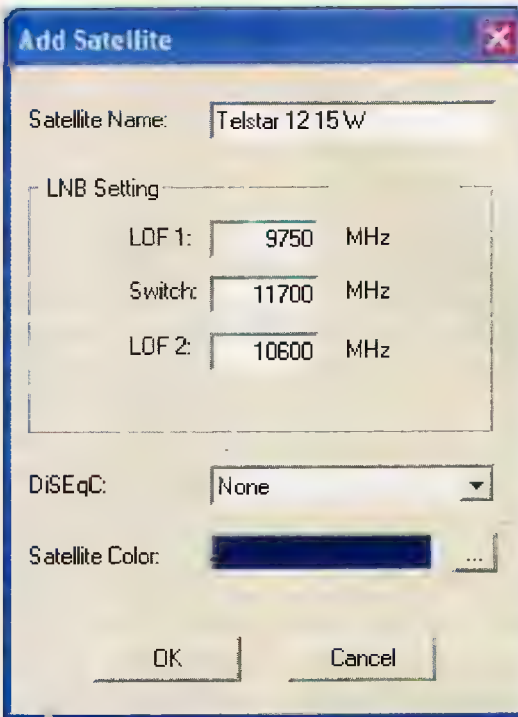 Add Satellite
Satellite Name: Telstar 12 15 W
LNB Setting
LOF 1: 9750 MHz
Switch: 11700 MHz
LOF 2: 10600 MHz
DiSEqC: None
Satellite Color: ...
OK Cancel